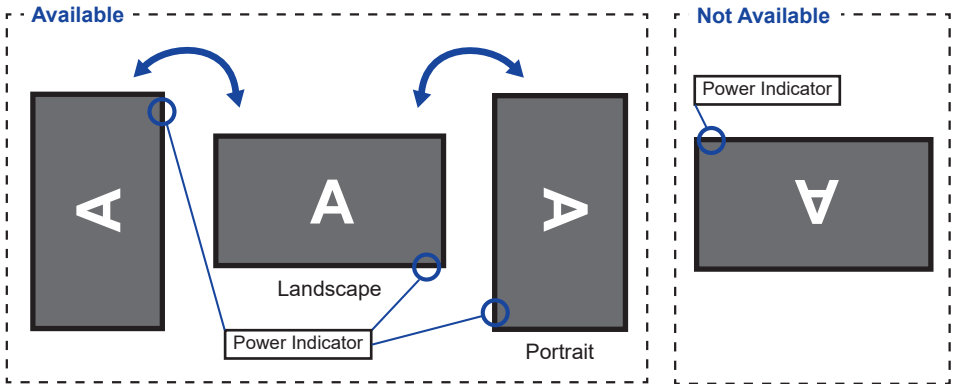 Available
Not Available
Power Indicator
A
A
A
A
Landscape
Power Indicator
Portrait